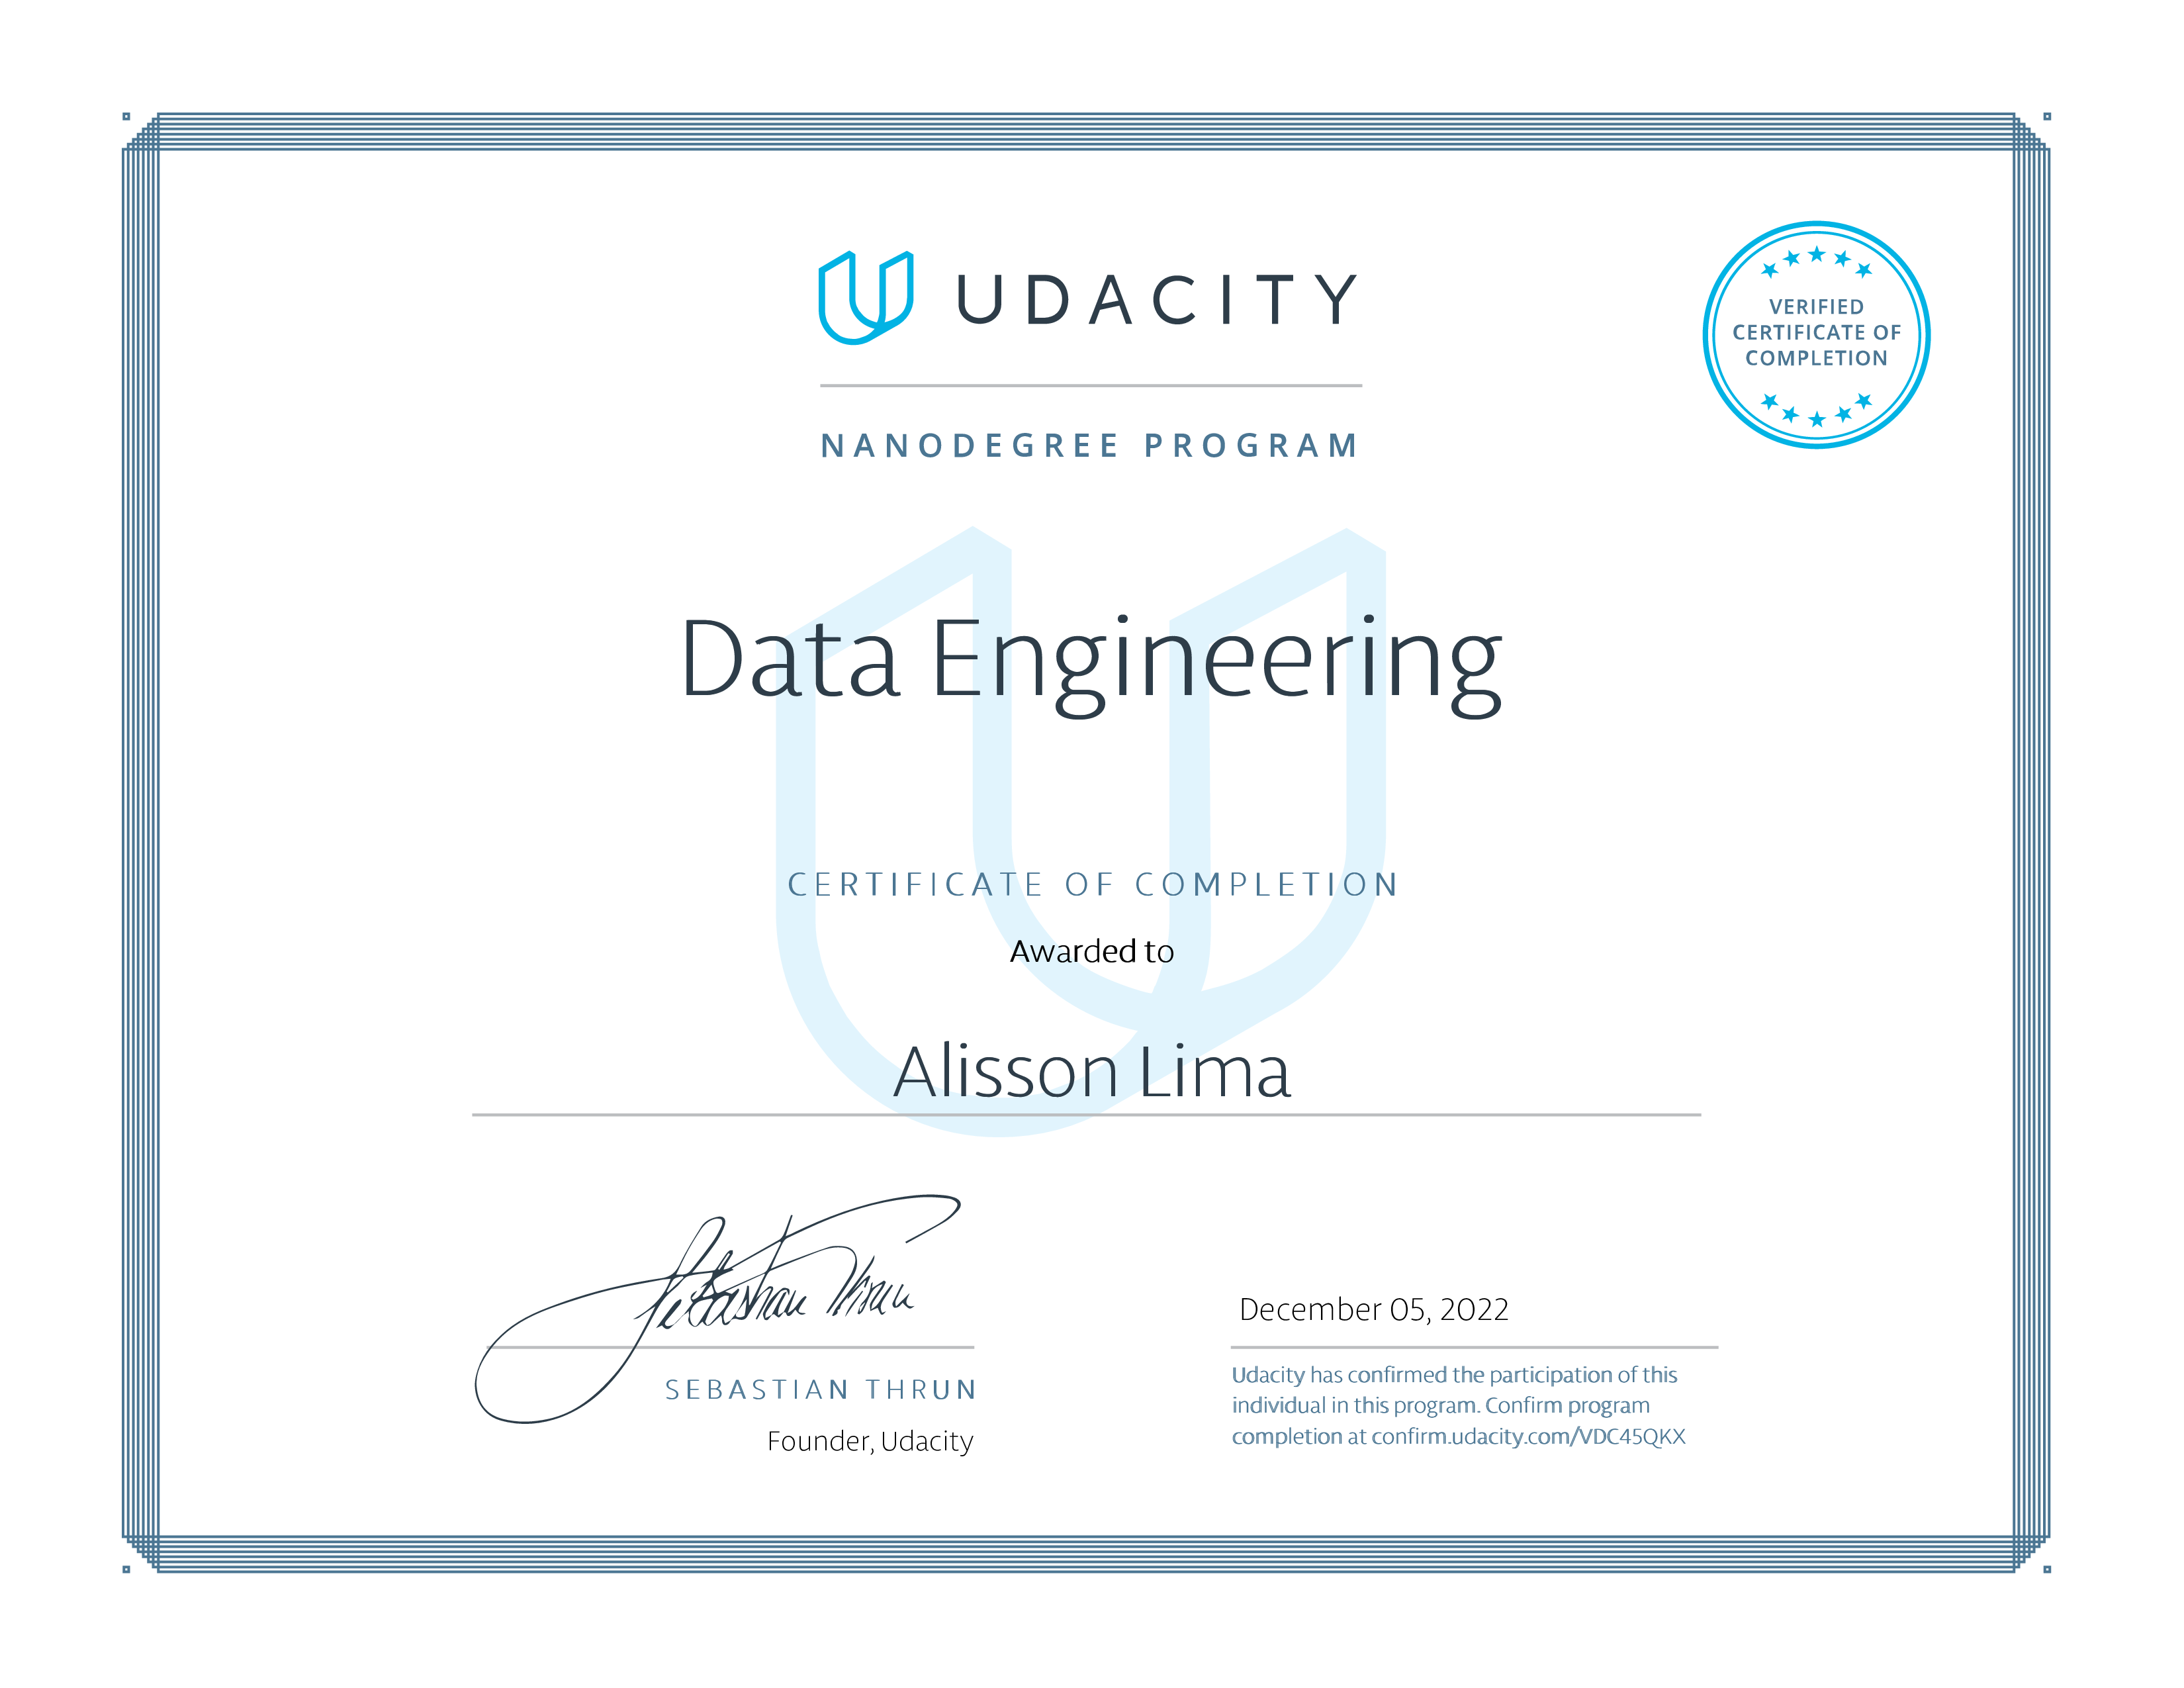 UDACITY
VERIFIED
CERTIFICATE OF
COMPLETION
NANODEGREE PROGRAM
Data Engineering
CERTIFICATE OF COMPLETION
Awarded to
Alisson Lima
Sebastian Thrun
December 05, 2022
SEBASTIAN THRUN
Founder, Udacity
Udacity has confirmed the participation of this
individual in this program. Confirm program
completion at confirm.udacity.com/VDC45QKX